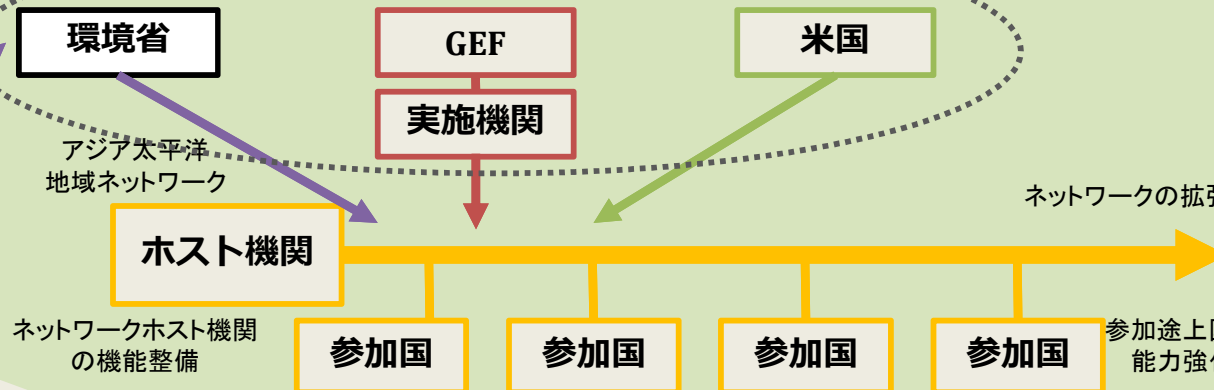 環境省
GEF
米国
実施機関
アジア太平洋
地域ネットワーク
ネットワークの拡張
ホスト機関
ネットワークホスト機関
の機能整備
参加国
参加国
参加国
参加国
参加途上国
能力強化